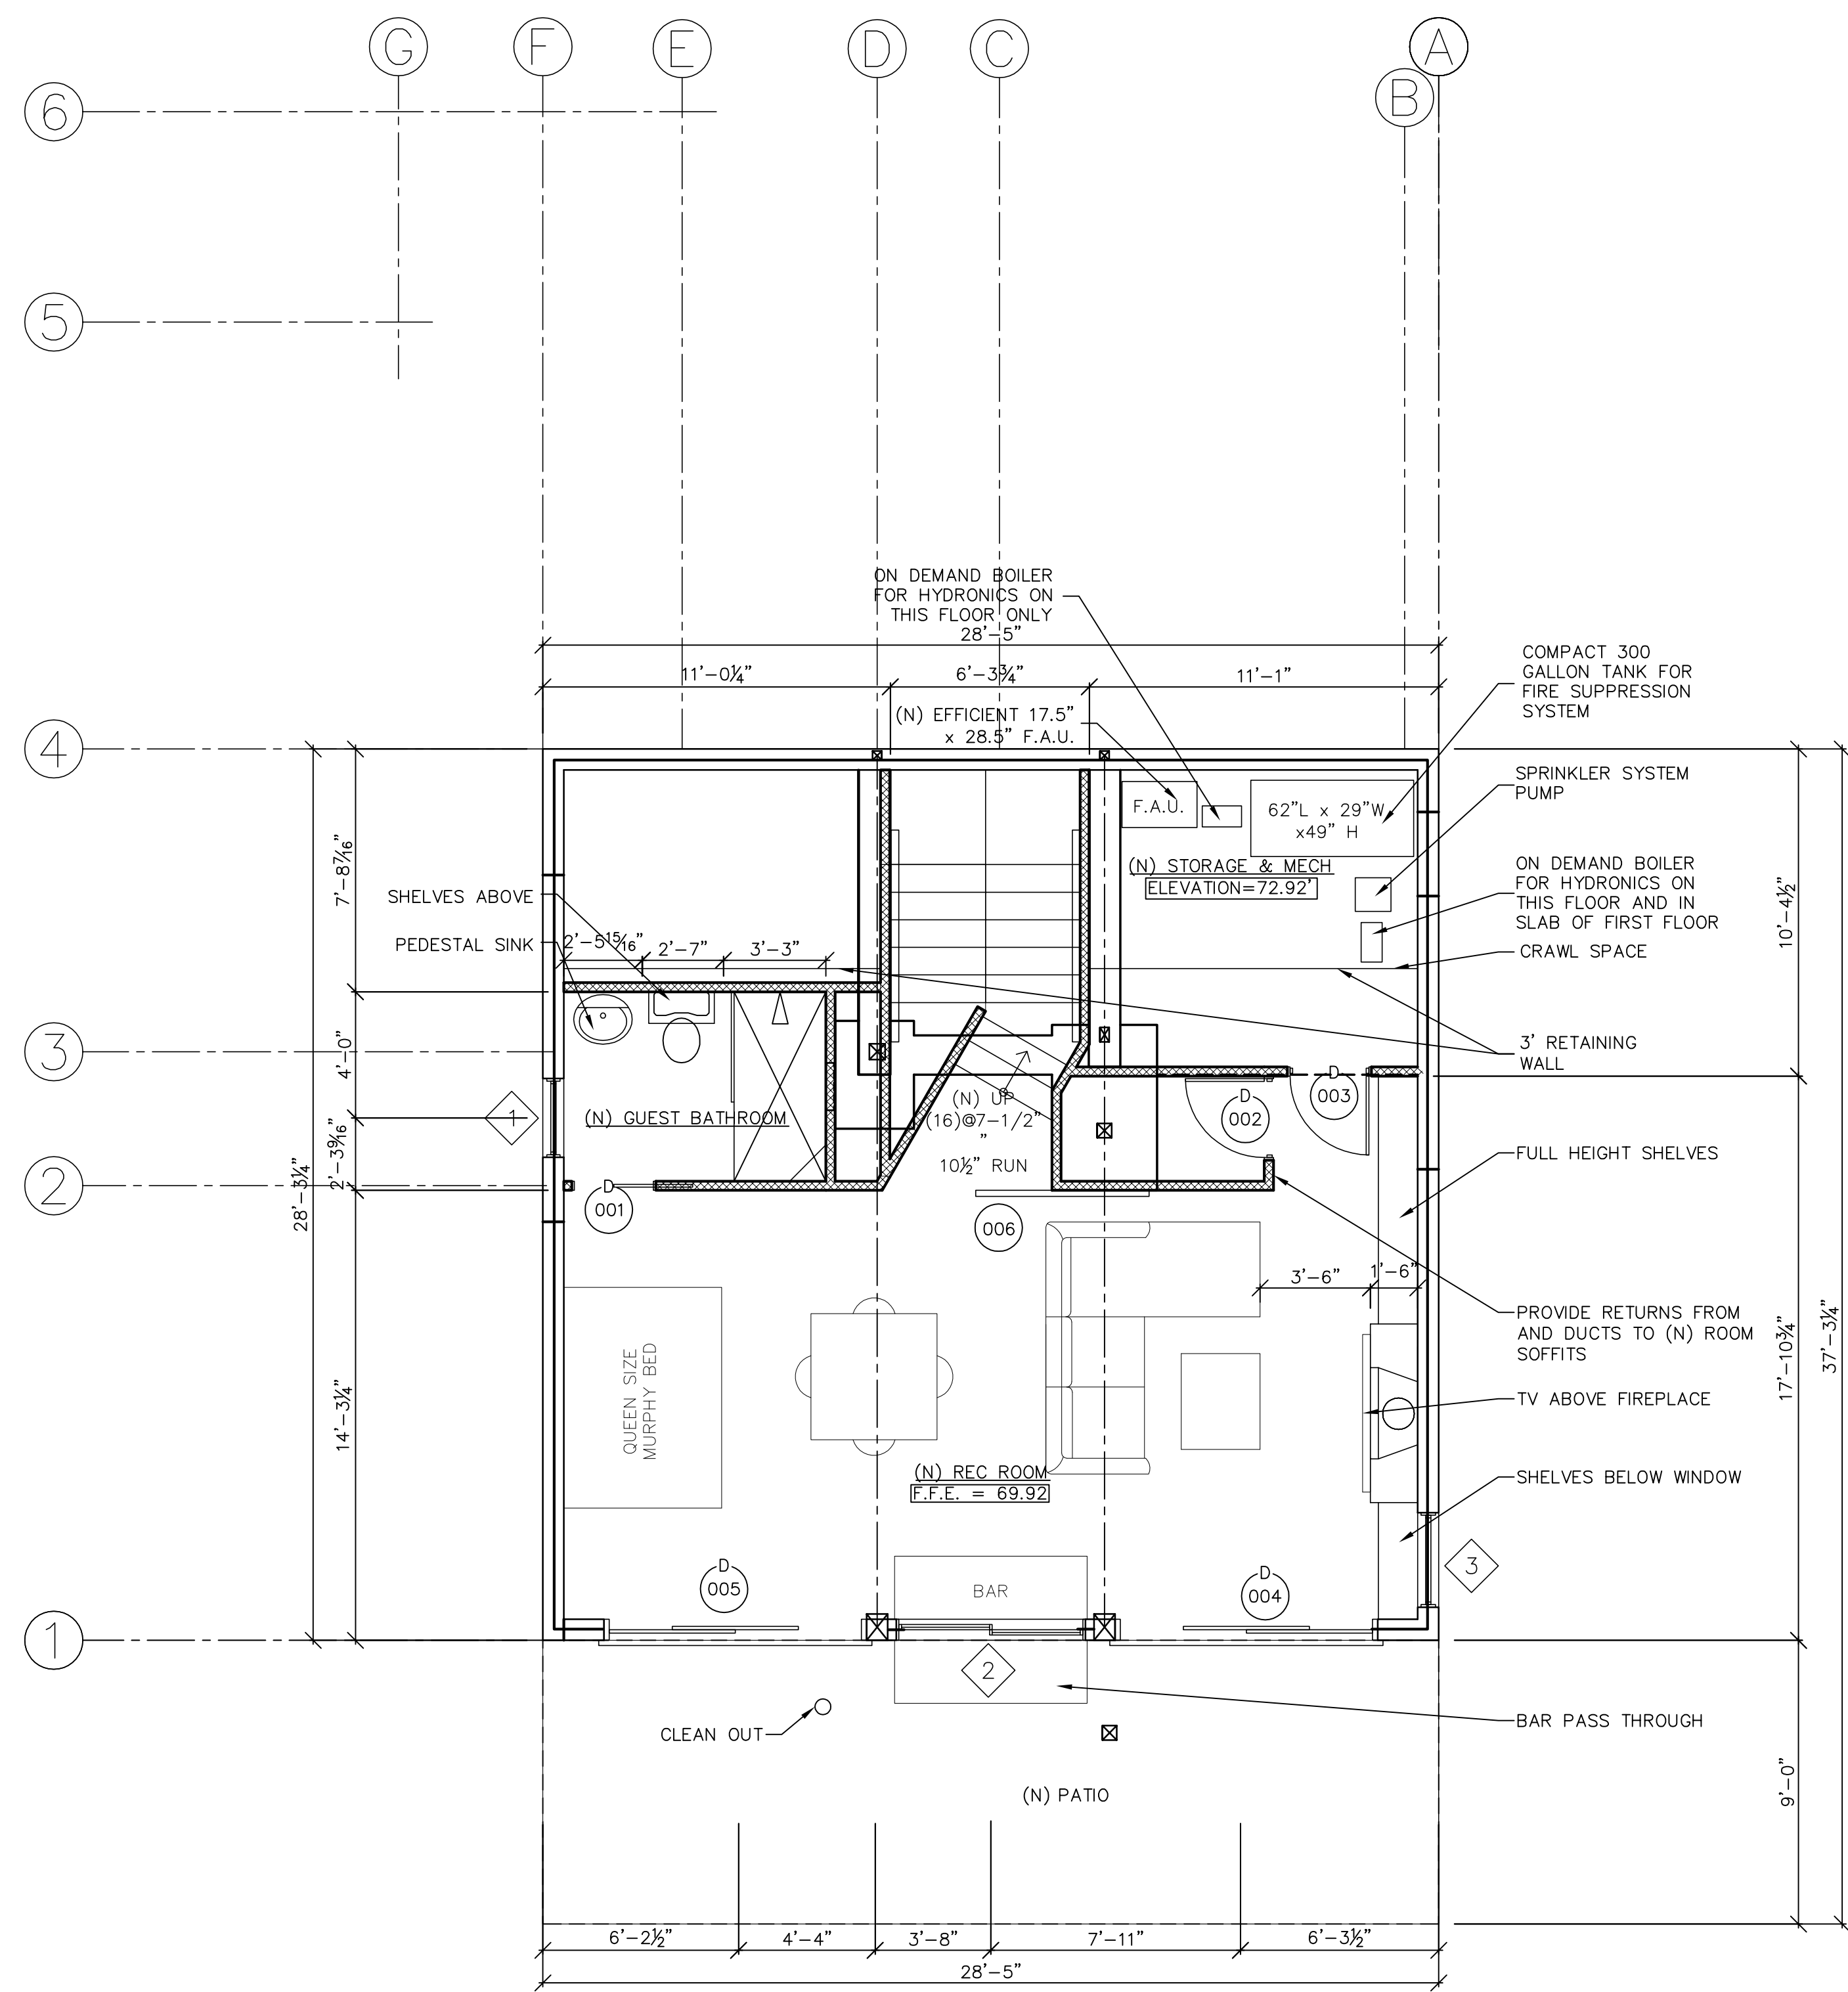 G
F
E
D
C
A
B
6
5
ON DEMAND BOILER
FOR HYDRONICS ON
THIS FLOOR ONLY
28'-5"
11'-0¼"
6'-3¾"
11'-1"
COMPACT 300
GALLON TANK FOR
FIRE SUPPRESSION
SYSTEM
(N) EFFICIENT 17.5"
x 28.5" F.A.U.
4
SPRINKLER SYSTEM
PUMP
F.A.U.
62"L x 29"W
x49" H
(N) STORAGE & MECH
ELEVATION=72.92'
ON DEMAND BOILER
FOR HYDRONICS ON
THIS FLOOR AND IN
SLAB OF FIRST FLOOR
CRAWL SPACE
7'-8 7/16"
10'-4½"
SHELVES ABOVE
PEDESTAL SINK
2'-5 15/16"
2'-7"
3'-3"
3
4'-0"
3' RETAINING
WALL
D
003
D
002
1
(N) GUEST BATHROOM
(N) UP
(16)@7-1/2"
"
10½" RUN
FULL HEIGHT SHELVES
2'-3 9/16"
28'-3¼"
2
D
001
006
3'-6"
1'-6"
PROVIDE RETURNS FROM
AND DUCTS TO (N) ROOM
SOFFITS
17'-10¾"
37'-3¼"
QUEEN SIZE
MURPHY BED
14'-3¼"
TV ABOVE FIREPLACE
(N) REC ROOM
F.F.E. = 69.92
SHELVES BELOW WINDOW
D
005
BAR
D
004
3
1
2
CLEAN OUT
BAR PASS THROUGH
(N) PATIO
9'-0"
6'-2½"
4'-4"
3'-8"
7'-11"
6'-3½"
28'-5"